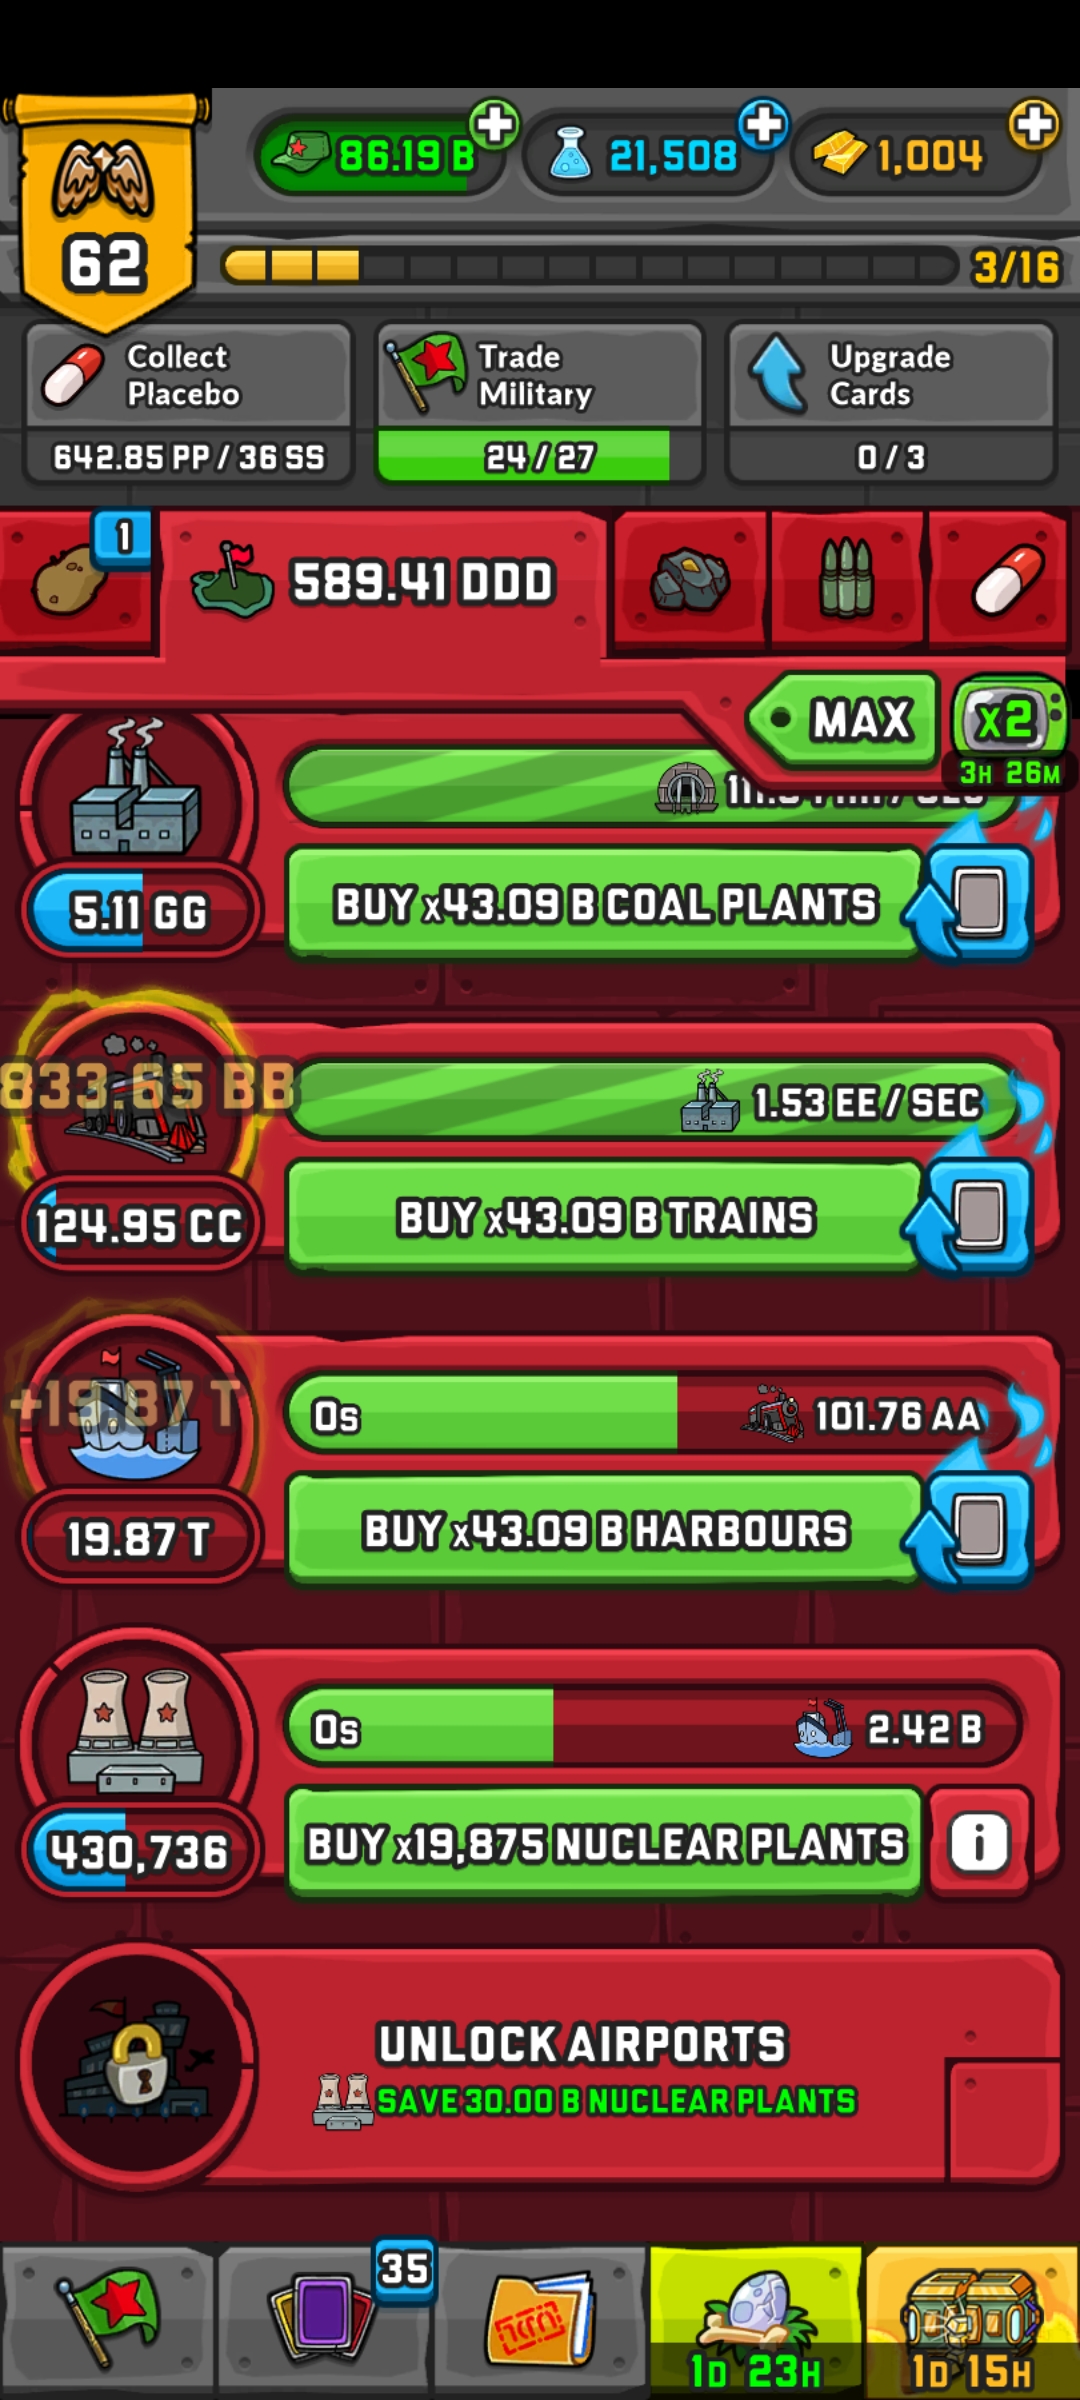 86.19 B
21,508
1,004
62
3/16
Collect
Placebo
642.85 PP / 36 SS
Trade
Military
24 / 27
Upgrade
Cards
0 / 3
1
589.41 DDD
MAX
x2
3H 26M
5.11 GG
BUY x43.09 B COAL PLANTS
833.65 BB
1.53 EE / SEC
124.95 CC
BUY x43.09 B TRAINS
+19.87 T
0s
101.76 AA
19.87 T
BUY x43.09 B HARBOURS
0s
2.42 B
430,736
BUY x19,875 NUCLEAR PLANTS
i
UNLOCK AIRPORTS
SAVE 30.00 B NUCLEAR PLANTS
35
1D 23H
1D 15H